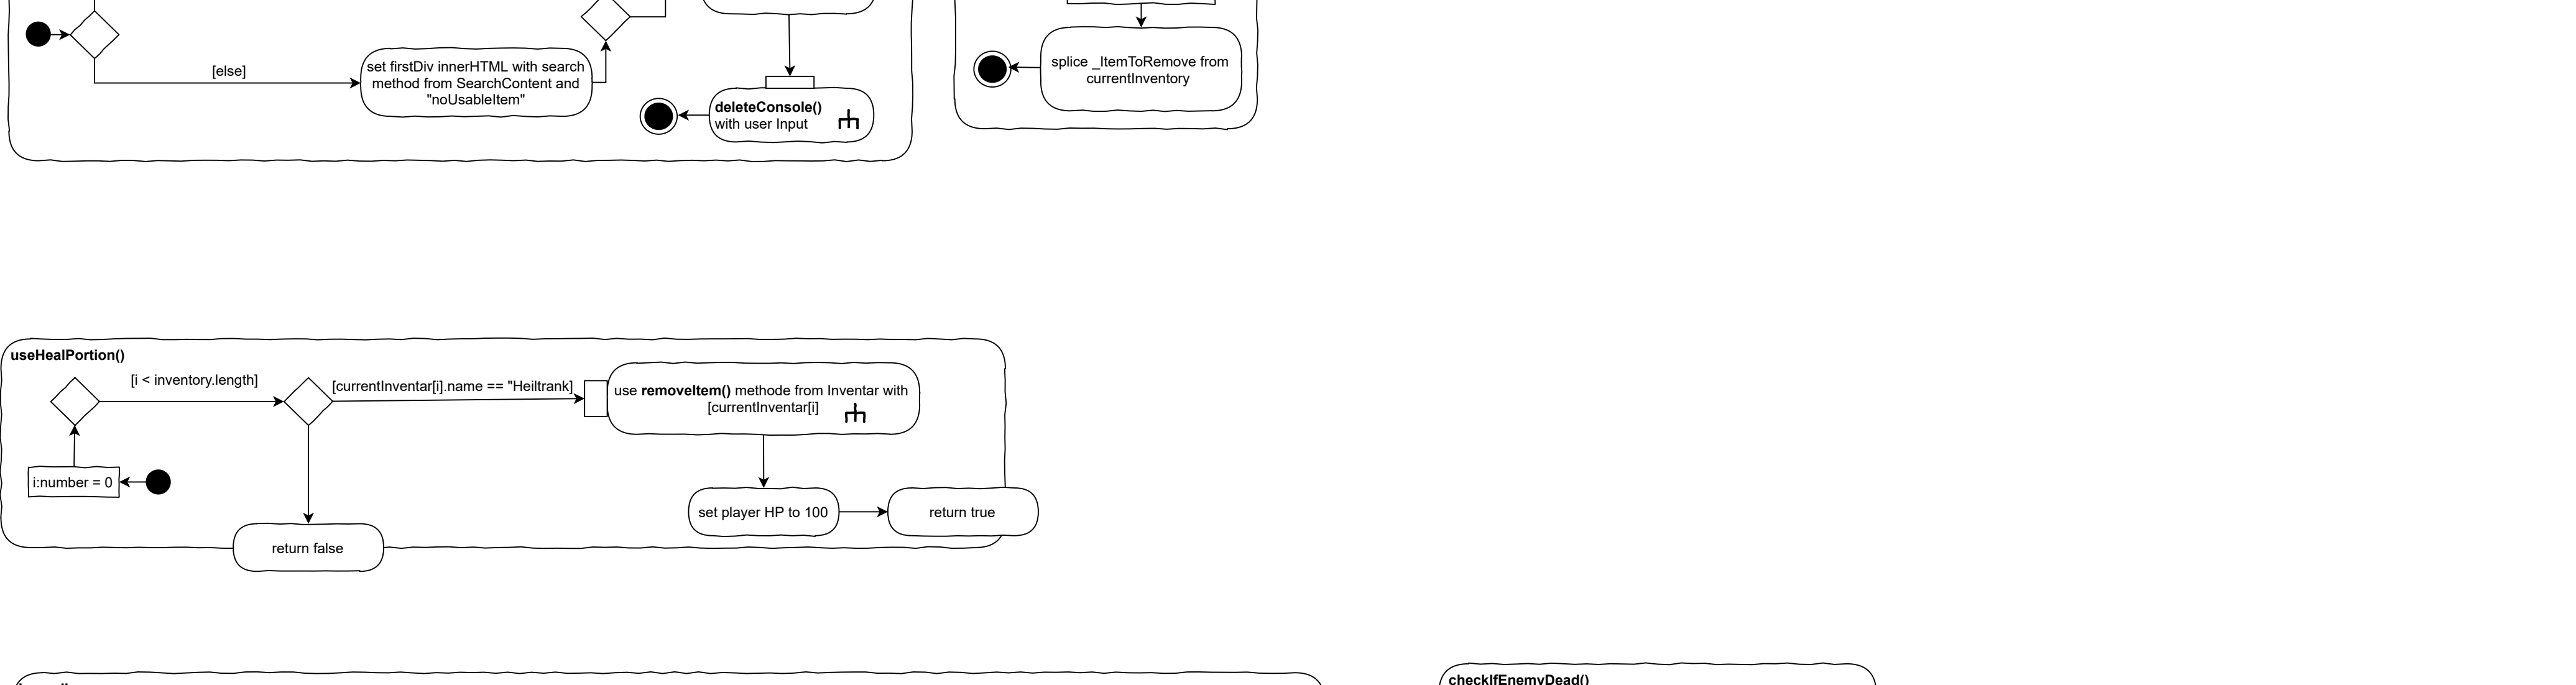 [else]
set firstDiv innerHTML with search
method from SearchContent and
"noUsableItem"
deleteConsole()
with user Input
splice _ItemToRemove from
currentInventory
useHealPortion()
[i < inventory.length]
[currentInventar[i].name == "Heiltrank]
use removeItem() methode from Inventar with
[currentInventar[i]
i:number = 0
set player HP to 100
return true
return false
checkIfEnemyDead()